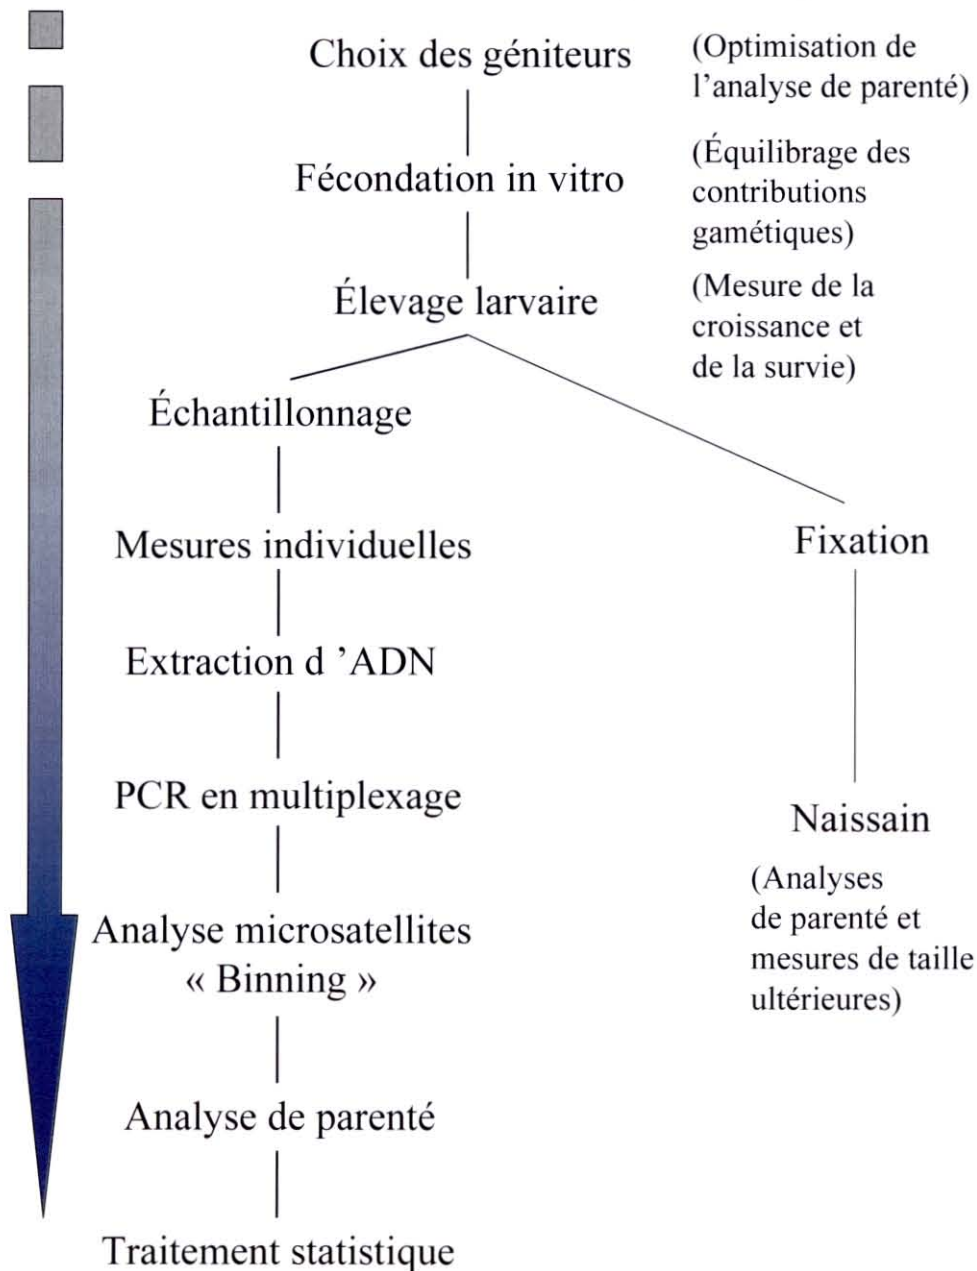 Choix des géniteurs
(Optimisation de
l'analyse de parenté)
Fécondation in vitro
(Équilibrage des
contributions
gamétiques)
Élevage larvaire
(Mesure de la
croissance et
de la survie)
Échantillonnage
Mesures individuelles
Extraction d ’ADN
PCR en multiplexage
Analyse microsatellites
« Binning »
Analyse de parenté
Traitement statistique
Fixation
Naissain
(Analyses
de parenté et
mesures de taille
ultérieures)